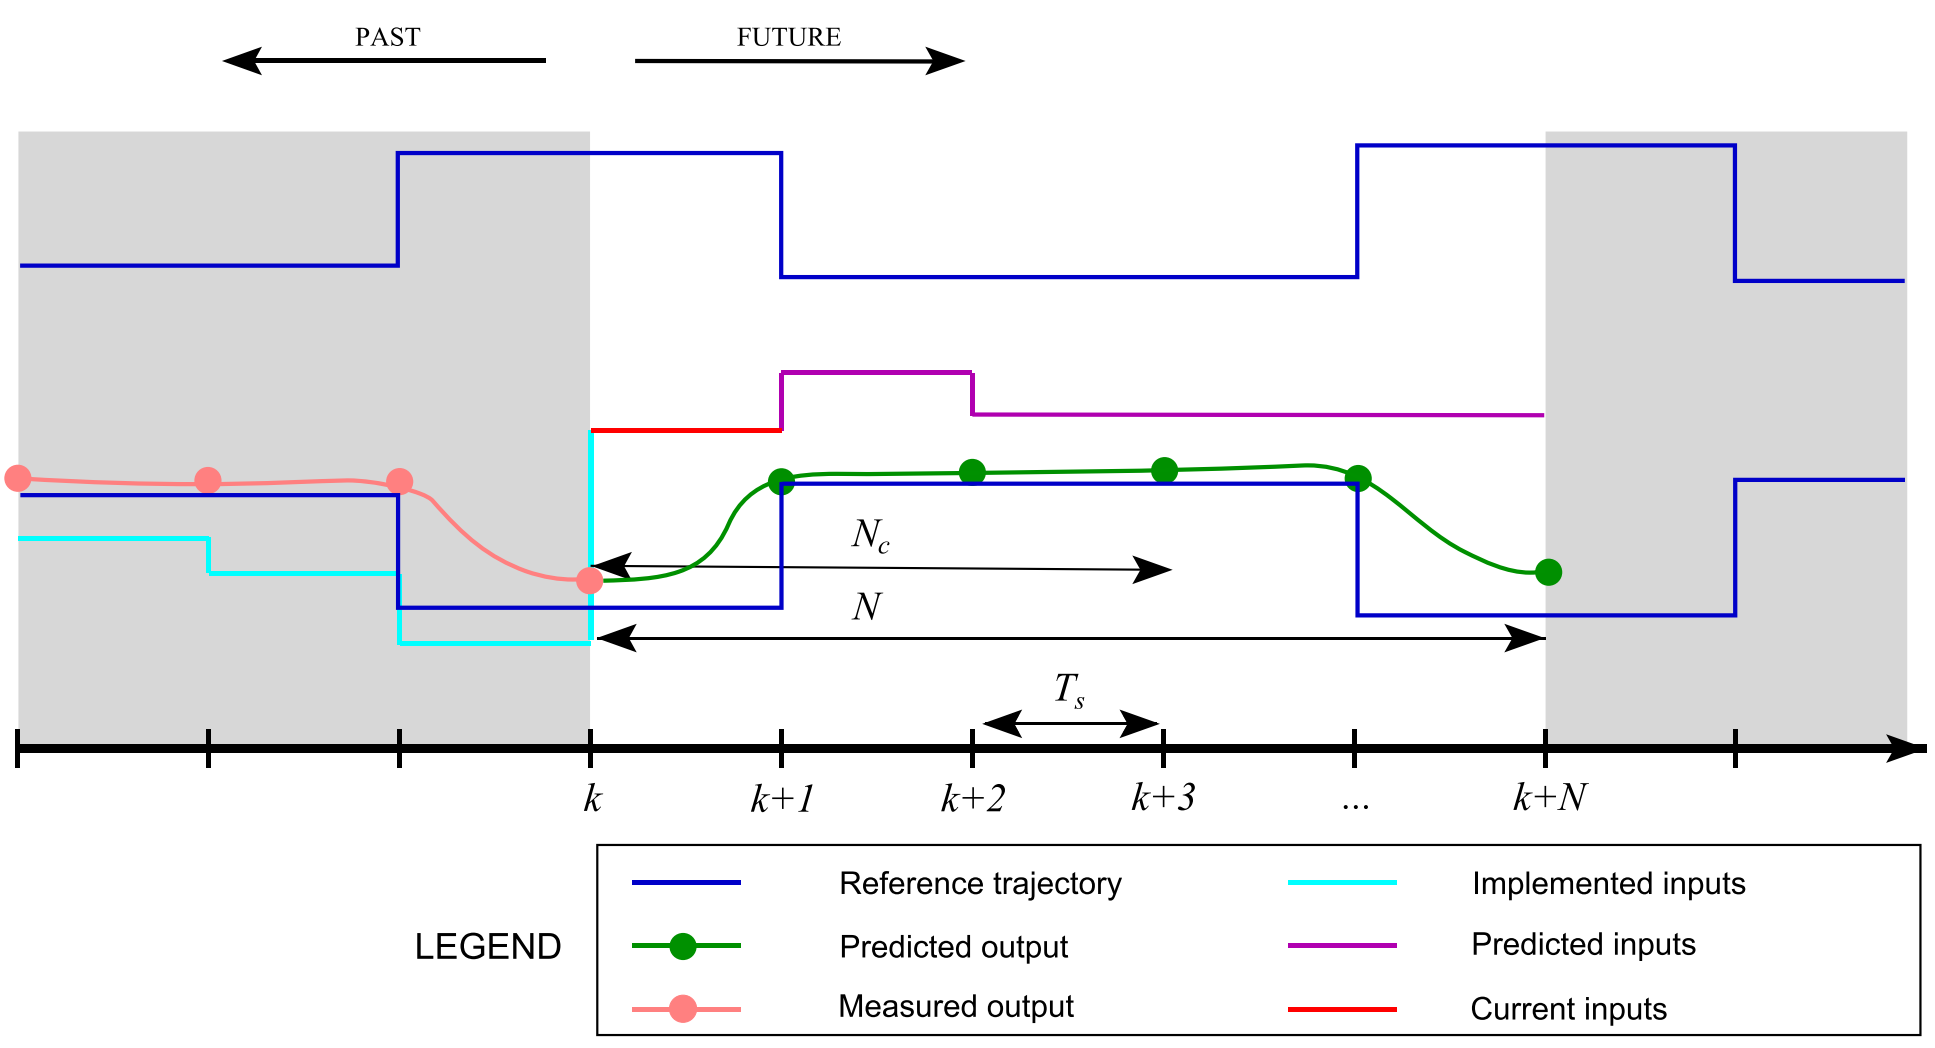 PAST FUTURE
N_c
N
T_s
k k+1 k+2 k+3 ... k+N
Reference trajectory Implemented inputs
LEGEND Predicted output Predicted inputs
Measured output Current inputs